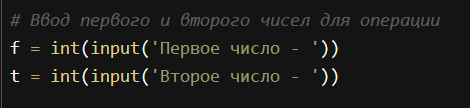 # Ввод первого и второго чисел для операции
f = int(input('Первое число - '))
t = int(input('Второе число - '))